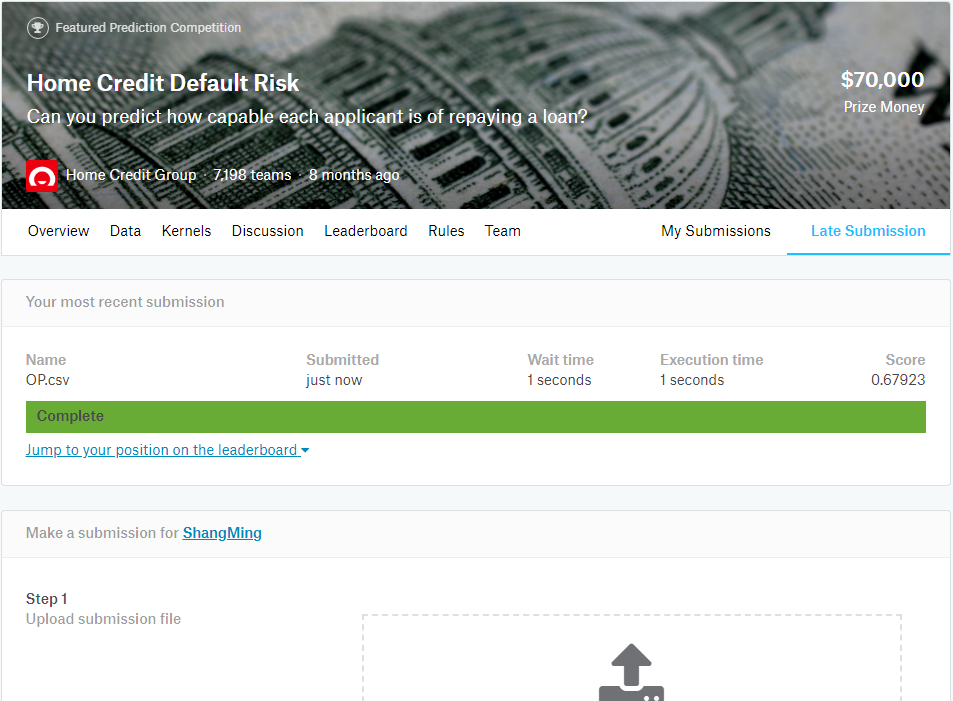 Featured Prediction Competition
Home Credit Default Risk
$70,000
Can you predict how capable each applicant is of repaying a loan?
Prize Money
Home Credit Group · 7,198 teams · 8 months ago
Overview Data Kernels Discussion Leaderboard Rules Team My Submissions Late Submission
Your most recent submission
Name Submitted Wait time Execution time Score
OP.csv just now 1 seconds 1 seconds 0.67923
Complete
Jump to your position on the leaderboard
Make a submission for ShangMing
Step 1
Upload submission file